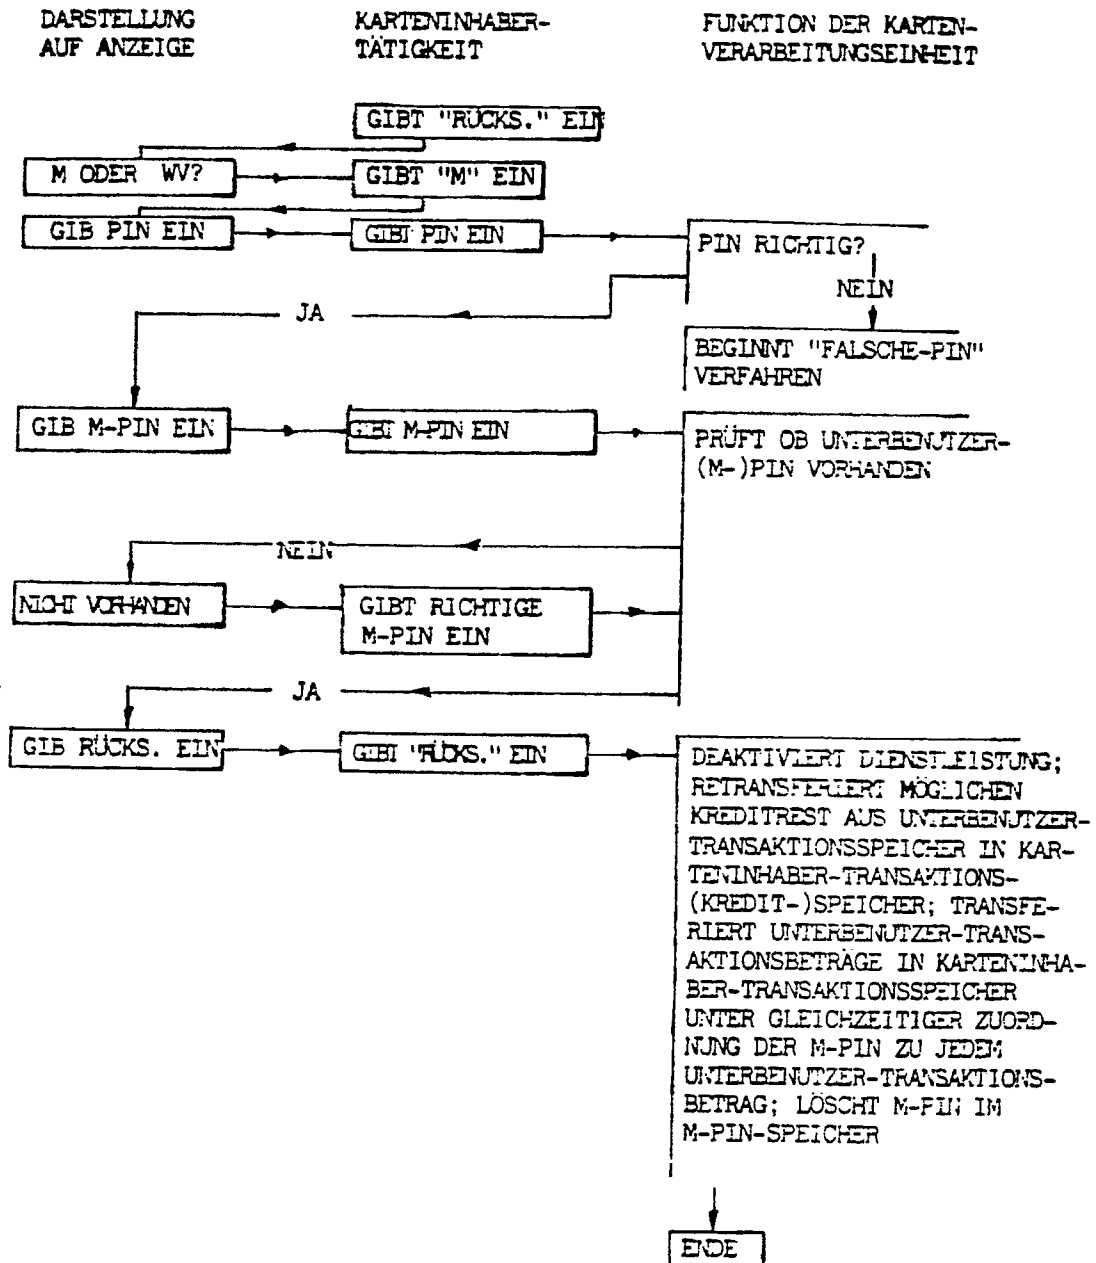 DARSTELLUNG
AUF ANZEIGE
KARTENINHABER-
TÄTIGKEIT
FUNKTION DER KARTEN-
VERARBEITUNGSEINHEIT
GIBT "RÜCKS." EIN
M ODER WV?
GIBT "M" EIN
GIB PIN EIN
GIBT PIN EIN
PIN RICHTIG?
NEIN
JA
BEGINNT "FALSCHE-PIN"
VERFAHREN
GIB M-PIN EIN
GIBT M-PIN EIN
PRÜFT OB UNTERBENUTZER-
(M-)PIN VORHANDEN
NEIN
NICHT VORHANDEN
GIBT RICHTIGE
M-PIN EIN
JA
GIB RÜCKS. EIN
GIBT "RÜCKS." EIN
DEAKTIVIERT DIENSTLEISTUNG;
RETRANSFERIERT MÖGLICHEN
KREDITREST AUS UNTERBENUTZER-
TRANSAKTIONSSPEICHER IN KAR-
TENINHABER-TRANSAKTIONS-
(KREDIT-)SPEICHER; TRANSFE-
RIERT UNTERBENUTZER-TRANS-
AKTIONSBETRÄGE IN KARTENINHA-
BER-TRANSAKTIONSSPEICHER
UNTER GLEICHZEITIGER ZUORD-
NUNG DER M-PIN ZU JEDEM
UNTERBENUTZER-TRANSAKTIONS-
BETRAG; LÖSCHT M-PIN IM
M-PIN-SPEICHER
ENDE